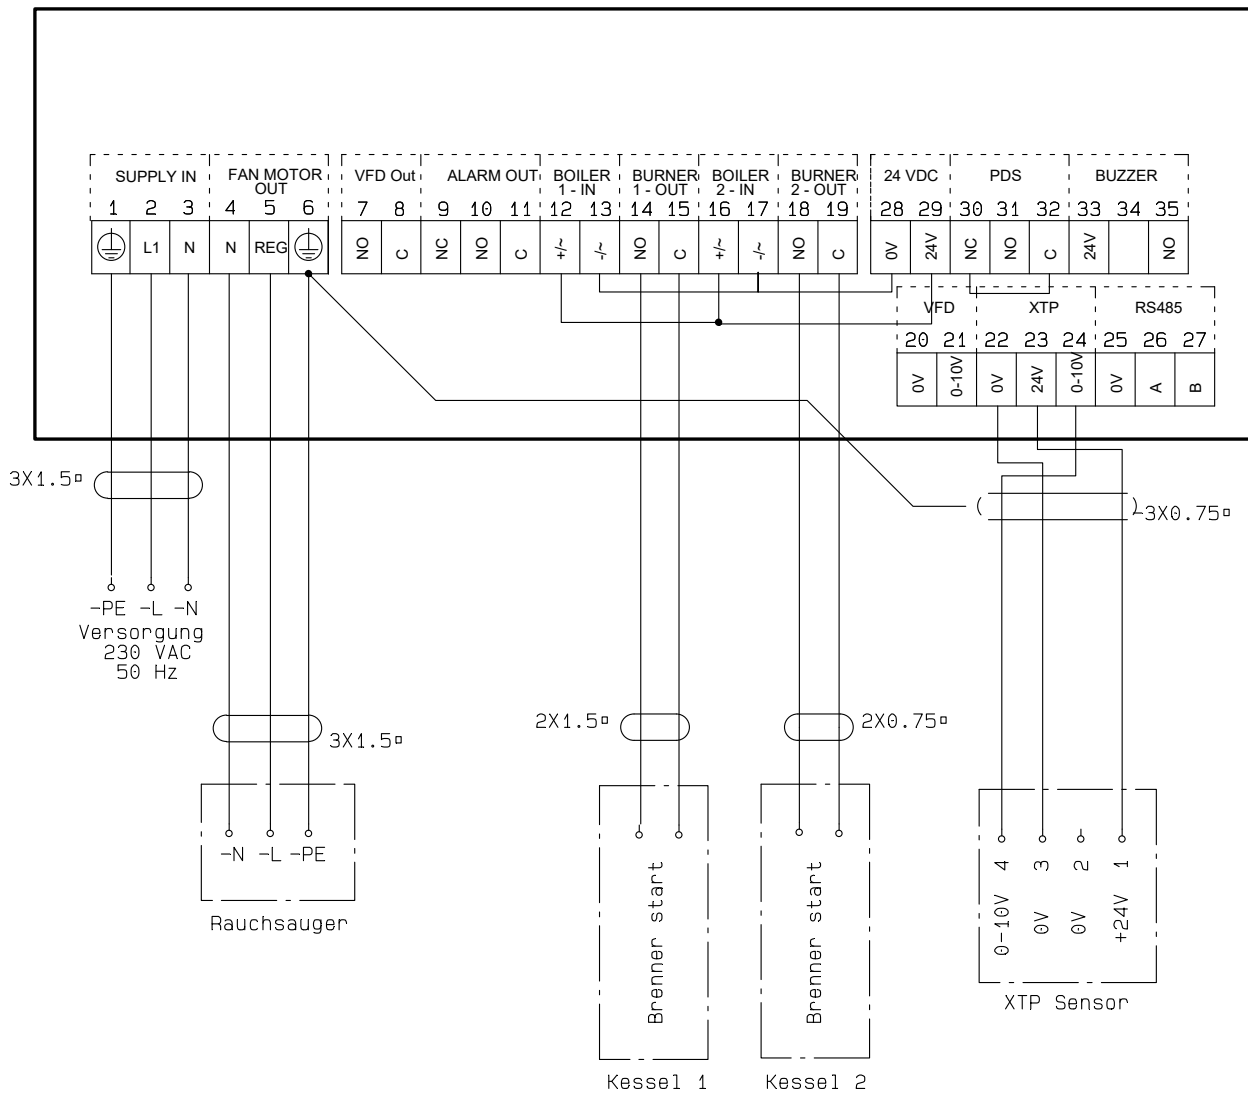 SUPPLY IN FAN MOTOR OUT VFD Out ALARM OUT BOILER 1 - IN BURNER 1 - OUT BOILER 2 - IN BURNER 2 - OUT 24 VDC PDS BUZZER
1 2 3 4 5 6 7 8 9 10 11 12 13 14 15 16 17 18 19 28 29 30 31 32 33 34 35
L1 N N REG NO C NC NO C +/~ -/~ NO C +/~ -/~ NO C 0V 24V NC NO C 24V NO
VFD XTP RS485
20 21 22 23 24 25 26 27
0V 0-10V 0V 24V 0-10V 0V A B
3X1.5▫
-3X0.75▫
-PE -L -N
Versorgung
230 VAC
50 Hz
3X1.5▫
2X1.5▫
2X0.75▫
-N -L -PE
Rauchsauger
Brenner start
Kessel 1
Brenner start
Kessel 2
4 3 2 1
0-10V 0V 0V +24V
XTP Sensor